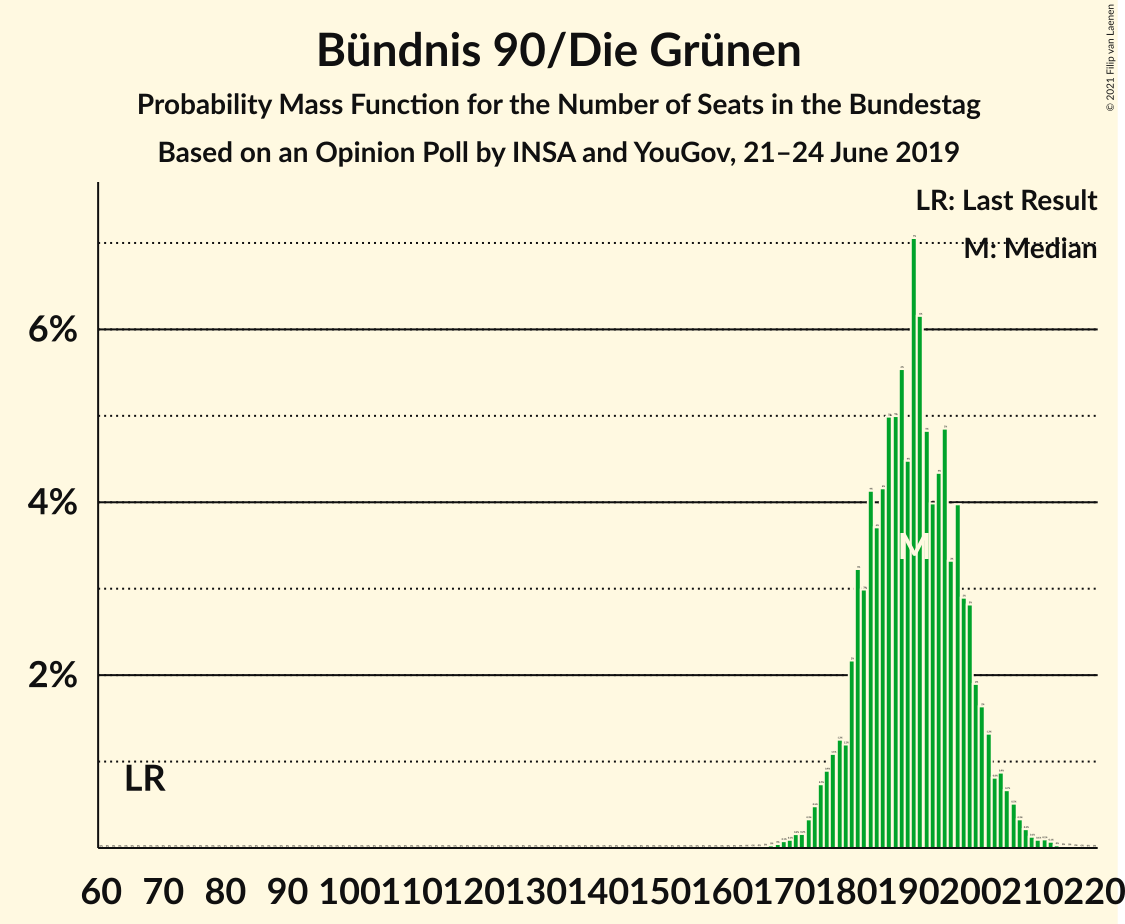 Bündnis 90/Die Grünen
Probability Mass Function for the Number of Seats in the Bundestag
Based on an Opinion Poll by INSA and YouGov, 21–24 June 2019
© 2021 Filip van Laenen
LR: Last Result
M: Median
6%
4%
2%
LR
M
60 70 80 90 100 110 120 130 140 150 160 170 180 190 200 210 220